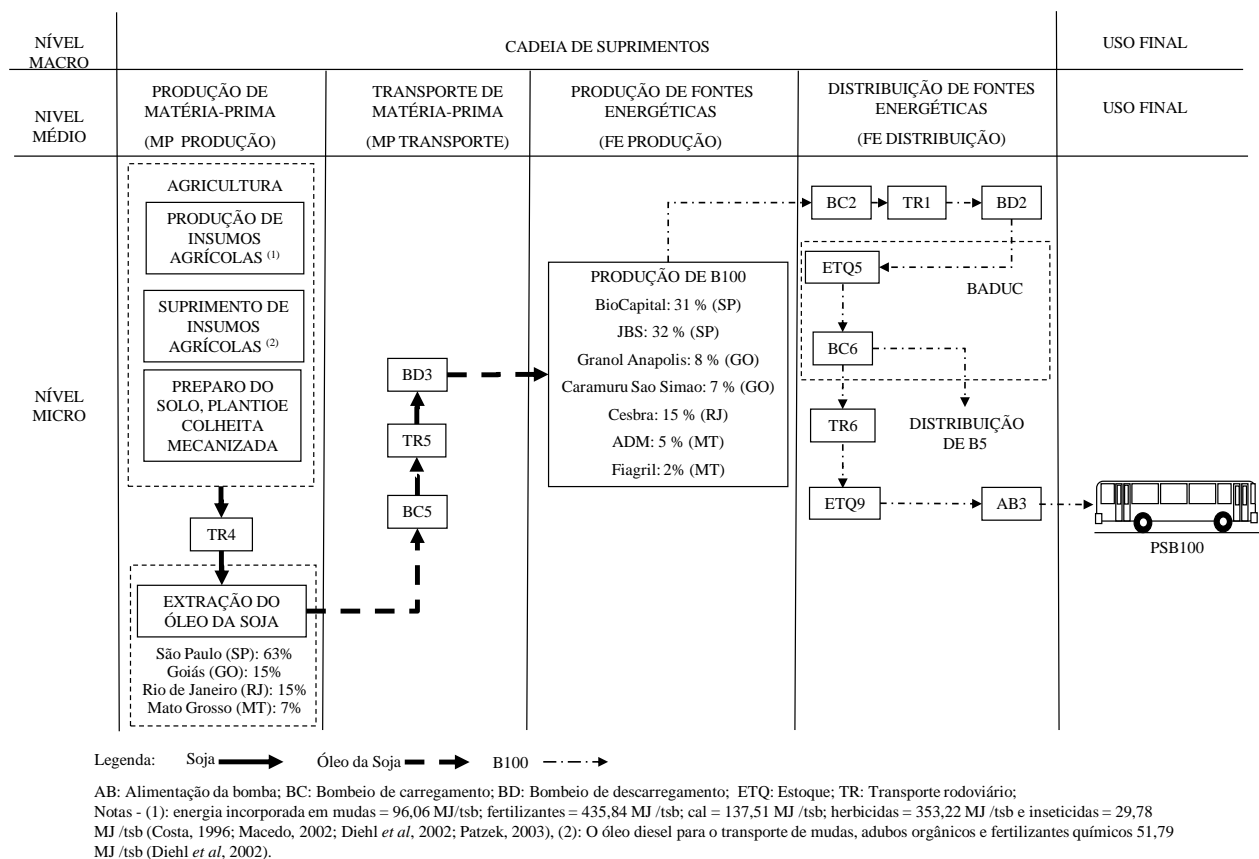 NÍVEL
MACRO
CADEIA DE SUPRIMENTOS
USO FINAL
NIVEL
MÉDIO
PRODUÇÃO DE
MATÉRIA-PRIMA
(MP PRODUÇÃO)
TRANSPORTE DE
MATÉRIA-PRIMA
(MP TRANSPORTE)
PRODUÇÃO DE FONTES
ENERGÉTICAS
(FE PRODUÇÃO)
DISTRIBUIÇÃO DE FONTES
ENERGÉTICAS
(FE DISTRIBUIÇÃO)
USO FINAL
NÍVEL
MICRO
AGRICULTURA
PRODUÇÃO DE
INSUMOS
AGRÍCOLAS (1)
SUPRIMENTO DE
INSUMOS
AGRÍCOLAS (2)
PREPARO DO
SOLO, PLANTIOE
COLHEITA
MECANIZADA
TR4
EXTRAÇÃO DO
ÓLEO DA SOJA
São Paulo (SP): 63%
Goiás (GO): 15%
Rio de Janeiro (RJ): 15%
Mato Grosso (MT): 7%
BD3
TR5
BC5
PRODUÇÃO DE B100
BioCapital: 31 % (SP)
JBS: 32 % (SP)
Granol Anapolis: 8 % (GO)
Caramuru Sao Simao: 7 % (GO)
Cesbra: 15 % (RJ)
ADM: 5 % (MT)
Fiagril: 2% (MT)
BC2
TR1
BD2
ETQ5
BADUC
BC6
TR6
DISTRIBUIÇÃO
DE B5
ETQ9
AB3
PSB100
Legenda: Soja Óleo da Soja B100
AB: Alimentação da bomba; BC: Bombeio de carregamento; BD: Bombeio de descarregamento; ETQ: Estoque; TR: Transporte rodoviário;
Notas - (1): energia incorporada em mudas = 96,06 MJ/tsb; fertilizantes = 435,84 MJ /tsb; cal = 137,51 MJ /tsb; herbicidas = 353,22 MJ /tsb e inseticidas = 29,78
MJ /tsb (Costa, 1996; Macedo, 2002; Diehl et al, 2002; Patzek, 2003), (2): O óleo diesel para o transporte de mudas, adubos orgânicos e fertilizantes químicos 51,79
MJ /tsb (Diehl et al, 2002).